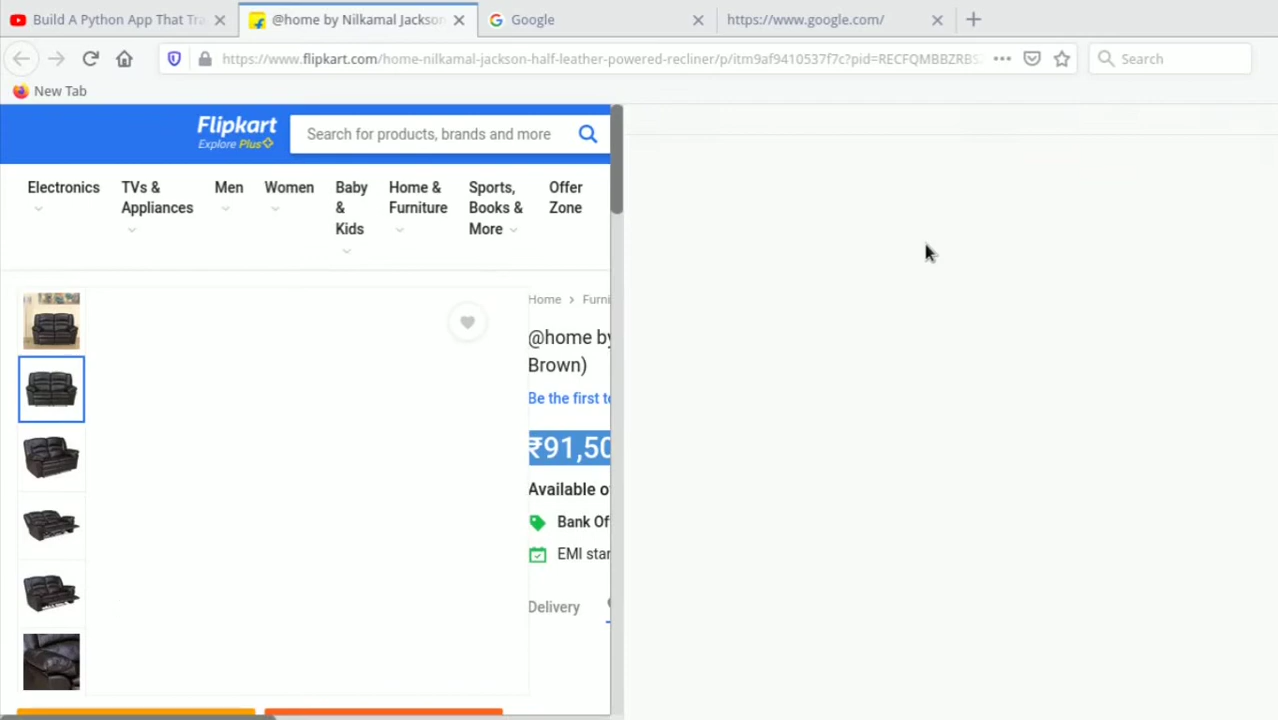 Build A Python App That Tra
@home by Nilkamal Jackson
Google
https://www.google.com/
https://www.flipkart.com/home-nilkamal-jackson-half-leather-powered-recliner/p/itm9af9410537f7c?pid=RECFQMBBZRBS
Search
New Tab
Flipkart
Explore Plus
Search for products, brands and more
Electronics
TVs &
Appliances
Men
Women
Baby
&
Kids
Home &
Furniture
Sports,
Books &
More
Offer
Zone
Home > Furni
@home by
Brown)
Be the first to
₹91,50
Available o
Bank Of
EMI star
Delivery